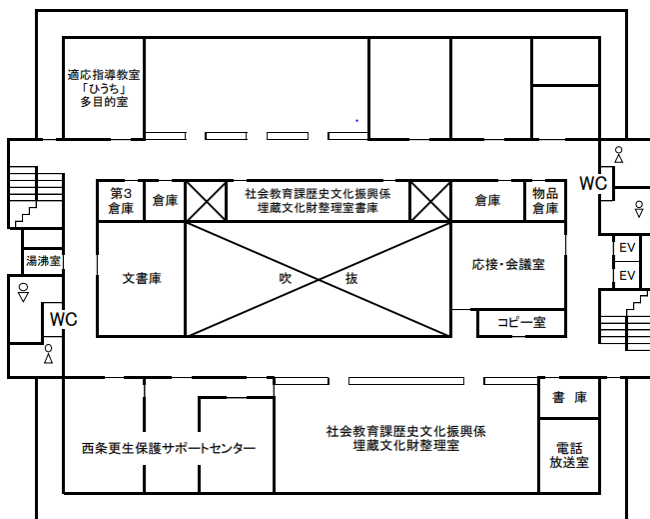 適応指導教室
「ひうち」
多目的室
WC
第3
倉庫
倉庫
社会教育課歴史文化振興係
埋蔵文化財整理室書庫
倉庫
物品
倉庫
湯沸室
文書庫
吹 抜
応接・会議室
EV
EV
WC
コピー室
西条更生保護サポートセンター
社会教育課歴史文化振興係
埋蔵文化財整理室
書 庫
電話
放送室